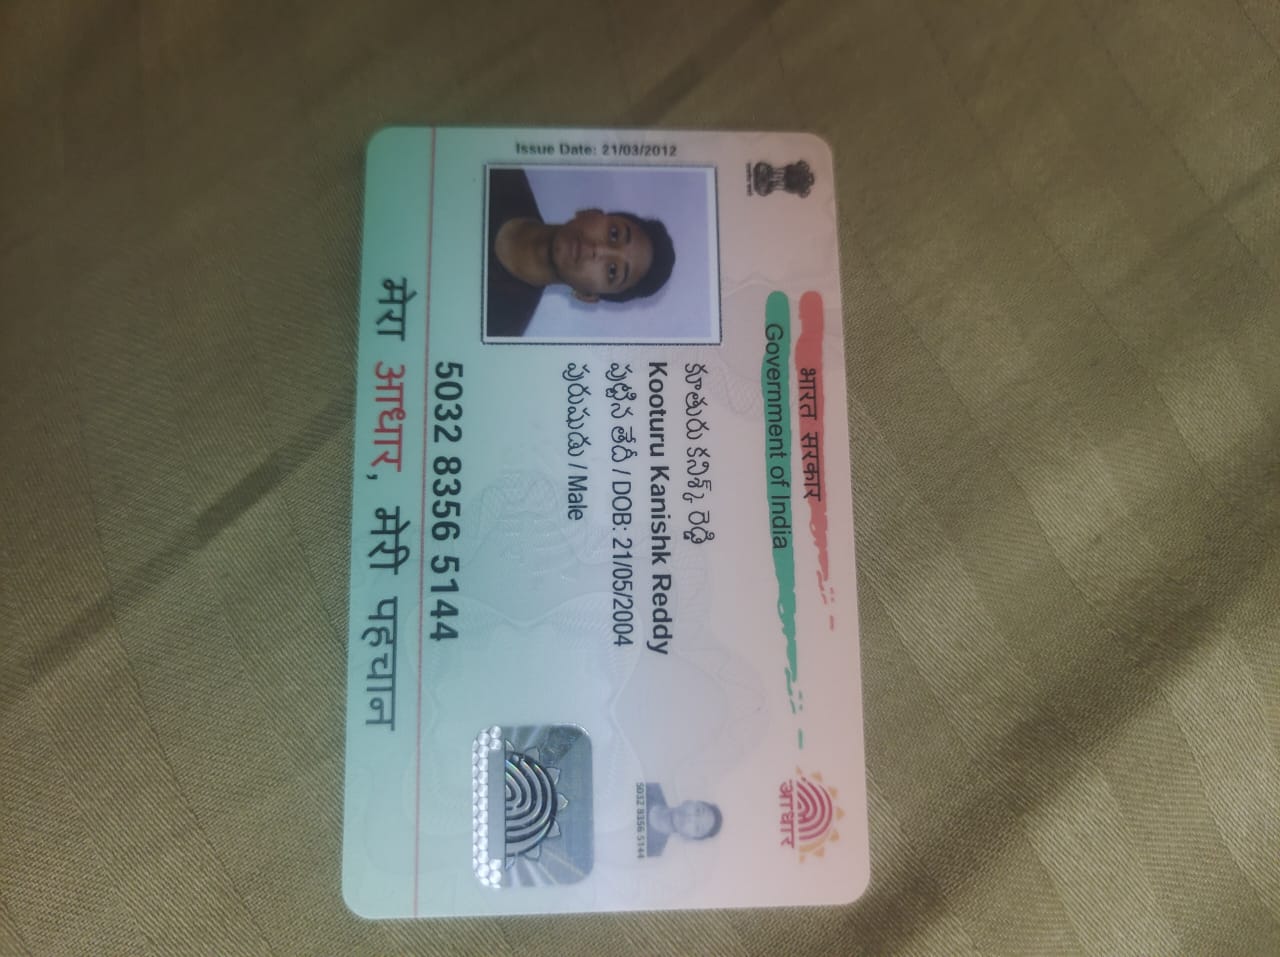 भारत सरकार
Government of India
Issue Date: 21/03/2012
కూతురు కనిశ్క్ రెడ్డి
Kooturu Kanishk Reddy
పుట్టిన తేదీ / DOB: 21/05/2004
పురుషుడు / Male
आधार
5032 8356 5144
5032 8356 5144
मेरा आधार, मेरी पहचान